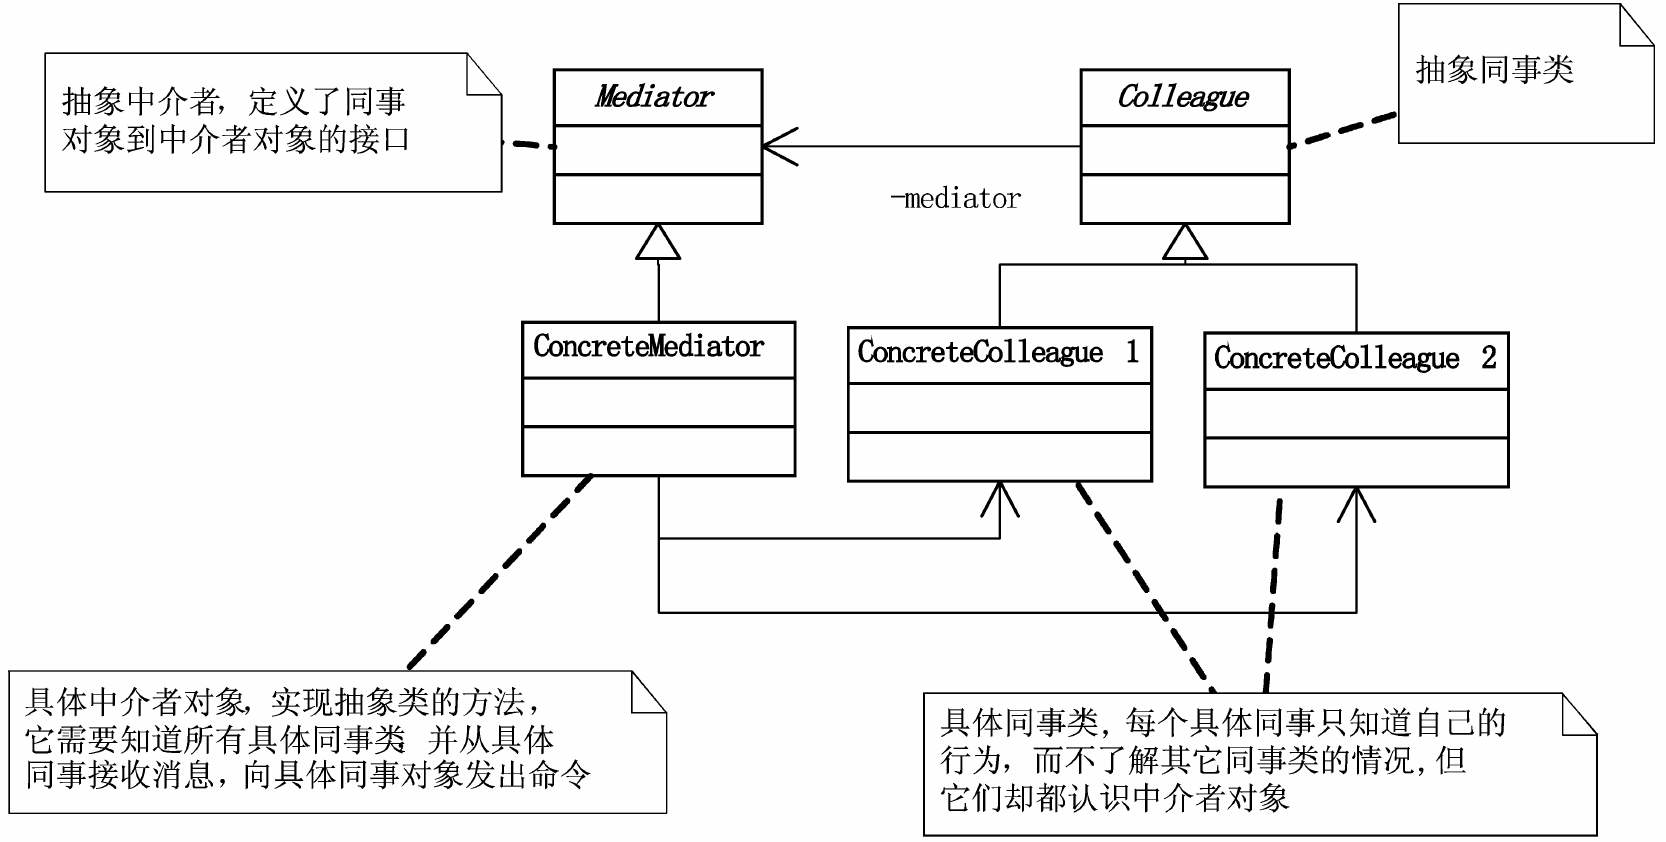 抽象中介者，定义了同事
对象到中介者对象的接口
Mediator
Colleague
抽象同事类
-mediator
ConcreteMediator
ConcreteColleague 1
ConcreteColleague 2
具体中介者对象，实现抽象类的方法，
它需要知道所有具体同事类，并从具体
同事接收消息，向具体同事对象发出命令
具体同事类，每个具体同事只知道自己的
行为，而不了解其它同事类的情况，但
它们却都认识中介者对象